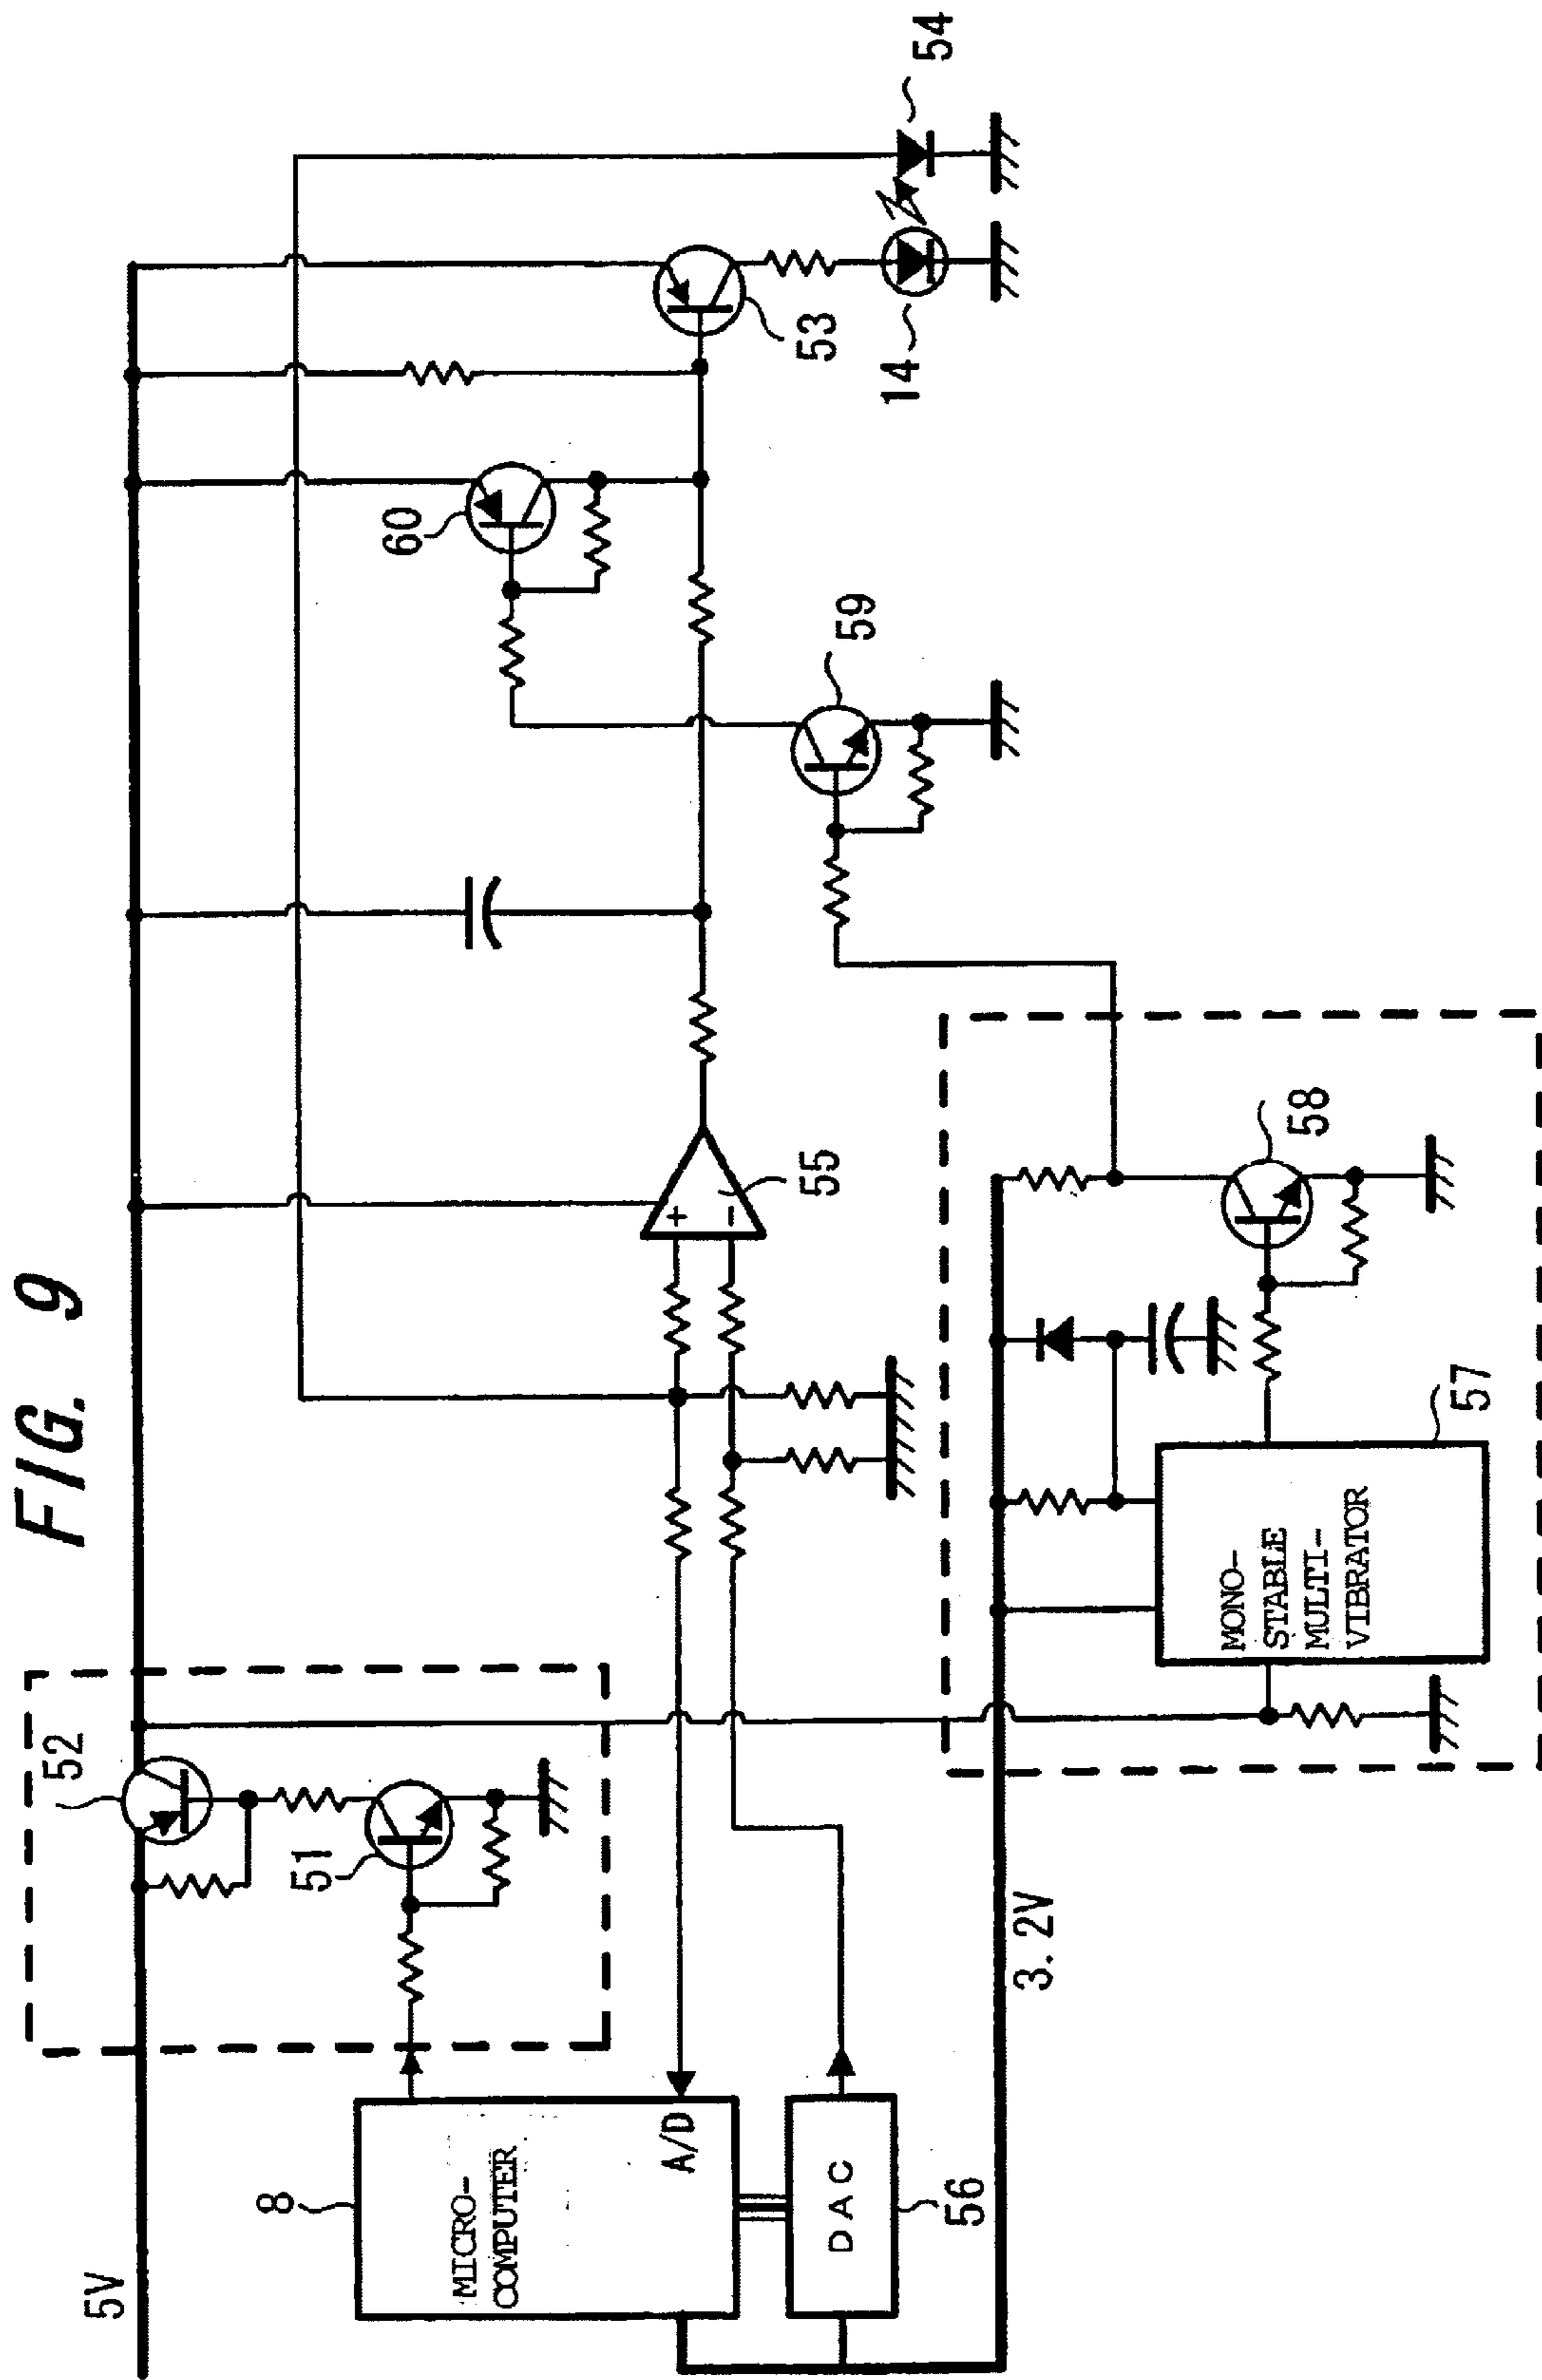 FIG. 9
5V
52
51
8
MICRO-
COMPUTER
A/D
DAC
56
3.2V
55
60
59
53
14
54
MONO-
STABLE
MULTI-
VIBRATOR
57
58
+
−